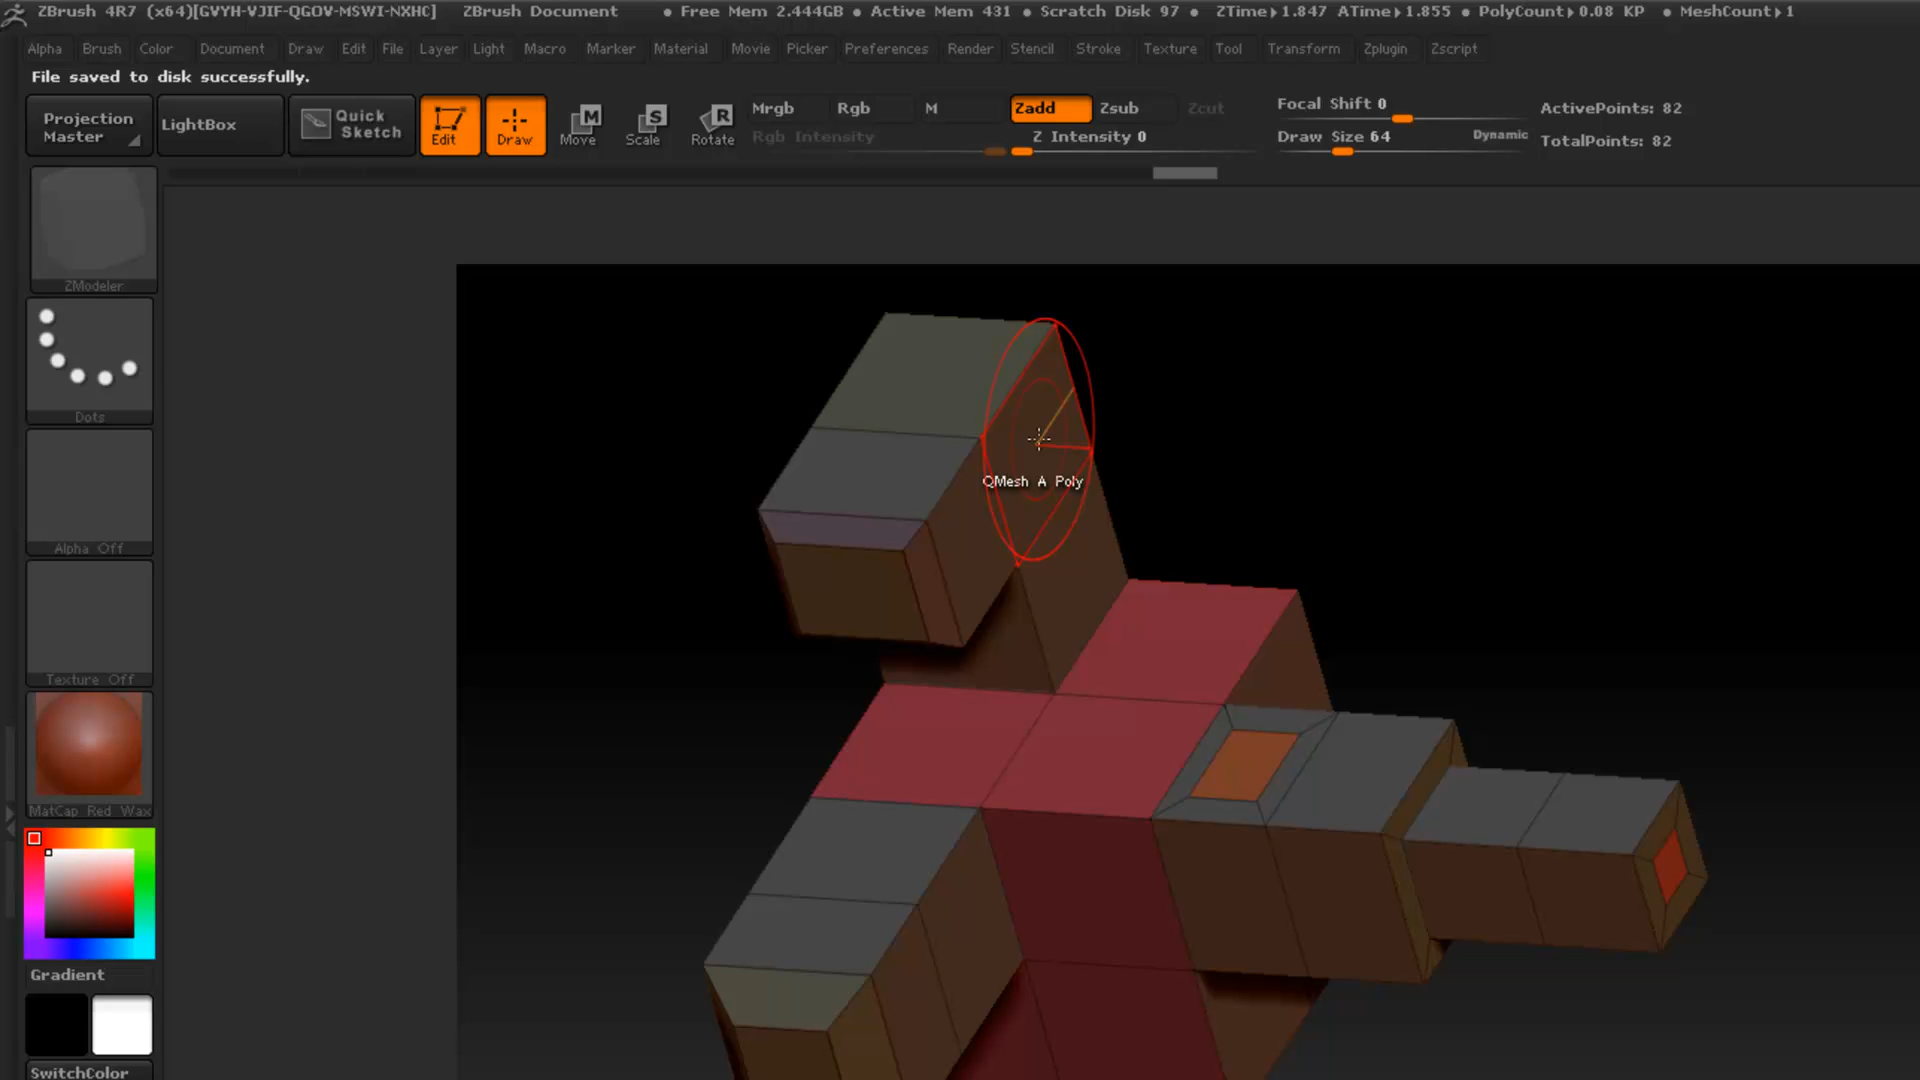 ZBrush 4R7 (x64)[GVYH-VJIF-QGOV-MSWI-NXHC] ZBrush Document • Free Mem 2.444GB • Active Mem 431 • Scratch Disk 97 • ZTime▸1.847 ATime▸1.855 • PolyCount▸0.08 KP • MeshCount▸1
Alpha Brush Color Document Draw Edit File Layer Light Macro Marker Material Movie Picker Preferences Render Stencil Stroke Texture Tool Transform Zplugin Zscript
File saved to disk successfully.
Projection Master
LightBox
Quick Sketch
Edit
Draw
Move
Scale
Rotate
M
S
R
Mrgb Rgb M Zadd Zsub Zcut
Rgb Intensity Z Intensity 0
Focal Shift 0
Draw Size 64 Dynamic
ActivePoints: 82
TotalPoints: 82
ZModeler
Dots
Alpha Off
Texture Off
MatCap Red Wax
Gradient
SwitchColor
QMesh A Poly